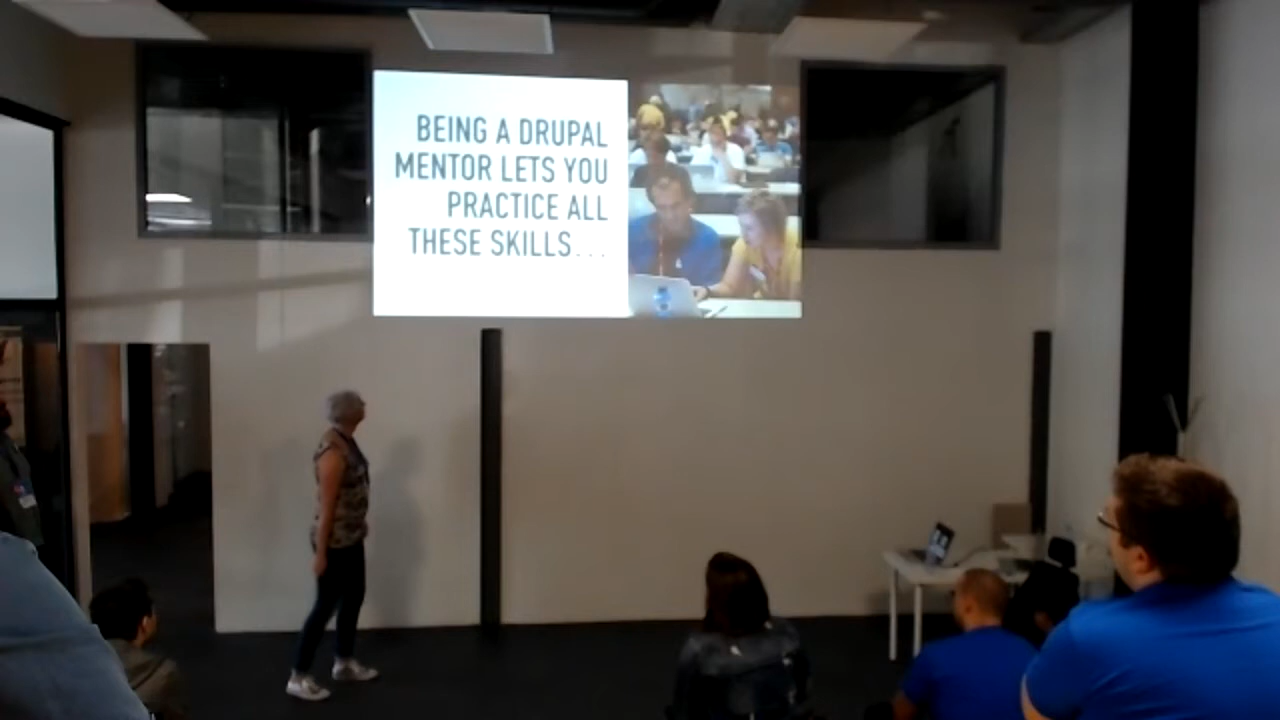 BEING A DRUPAL
MENTOR LETS YOU
PRACTICE ALL
THESE SKILLS...